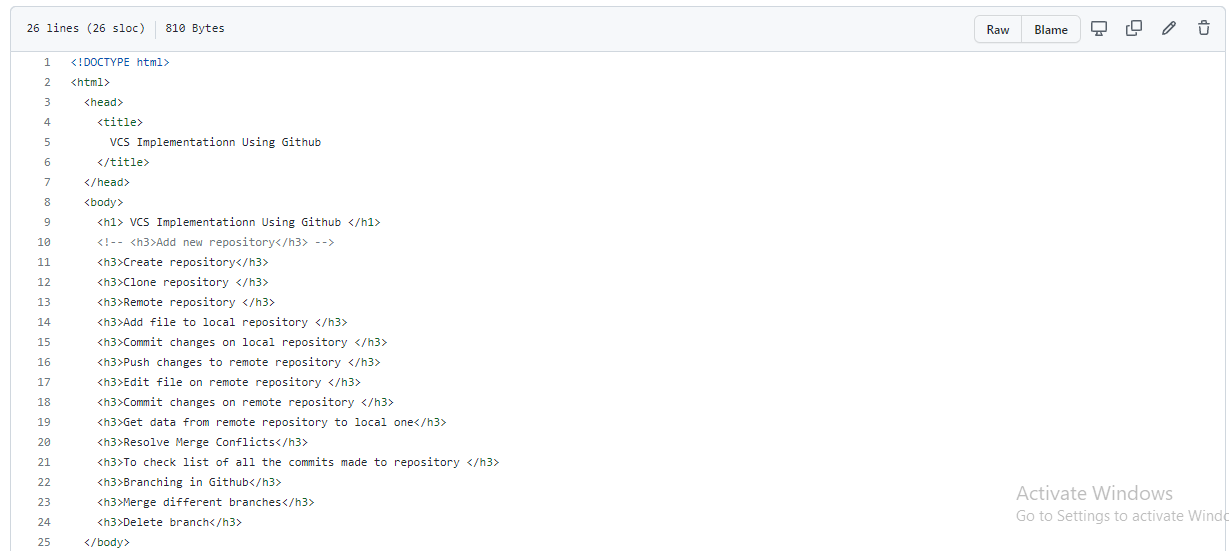 26 lines (26 sloc) 810 Bytes Raw Blame
1 <!DOCTYPE html>
2 <html>
3 <head>
4 <title>
5 VCS Implementationn Using Github
6 </title>
7 </head>
8 <body>
9 <h1> VCS Implementationn Using Github </h1>
10 <!-- <h3>Add new repository</h3> -->
11 <h3>Create repository</h3>
12 <h3>Clone repository </h3>
13 <h3>Remote repository </h3>
14 <h3>Add file to local repository </h3>
15 <h3>Commit changes on local repository </h3>
16 <h3>Push changes to remote repository </h3>
17 <h3>Edit file on remote repository </h3>
18 <h3>Commit changes on remote repository </h3>
19 <h3>Get data from remote repository to local one</h3>
20 <h3>Resolve Merge Conflicts</h3>
21 <h3>To check list of all the commits made to repository </h3>
22 <h3>Branching in Github</h3>
23 <h3>Merge different branches</h3>
24 <h3>Delete branch</h3>
25 </body>
Activate Windows
Go to Settings to activate